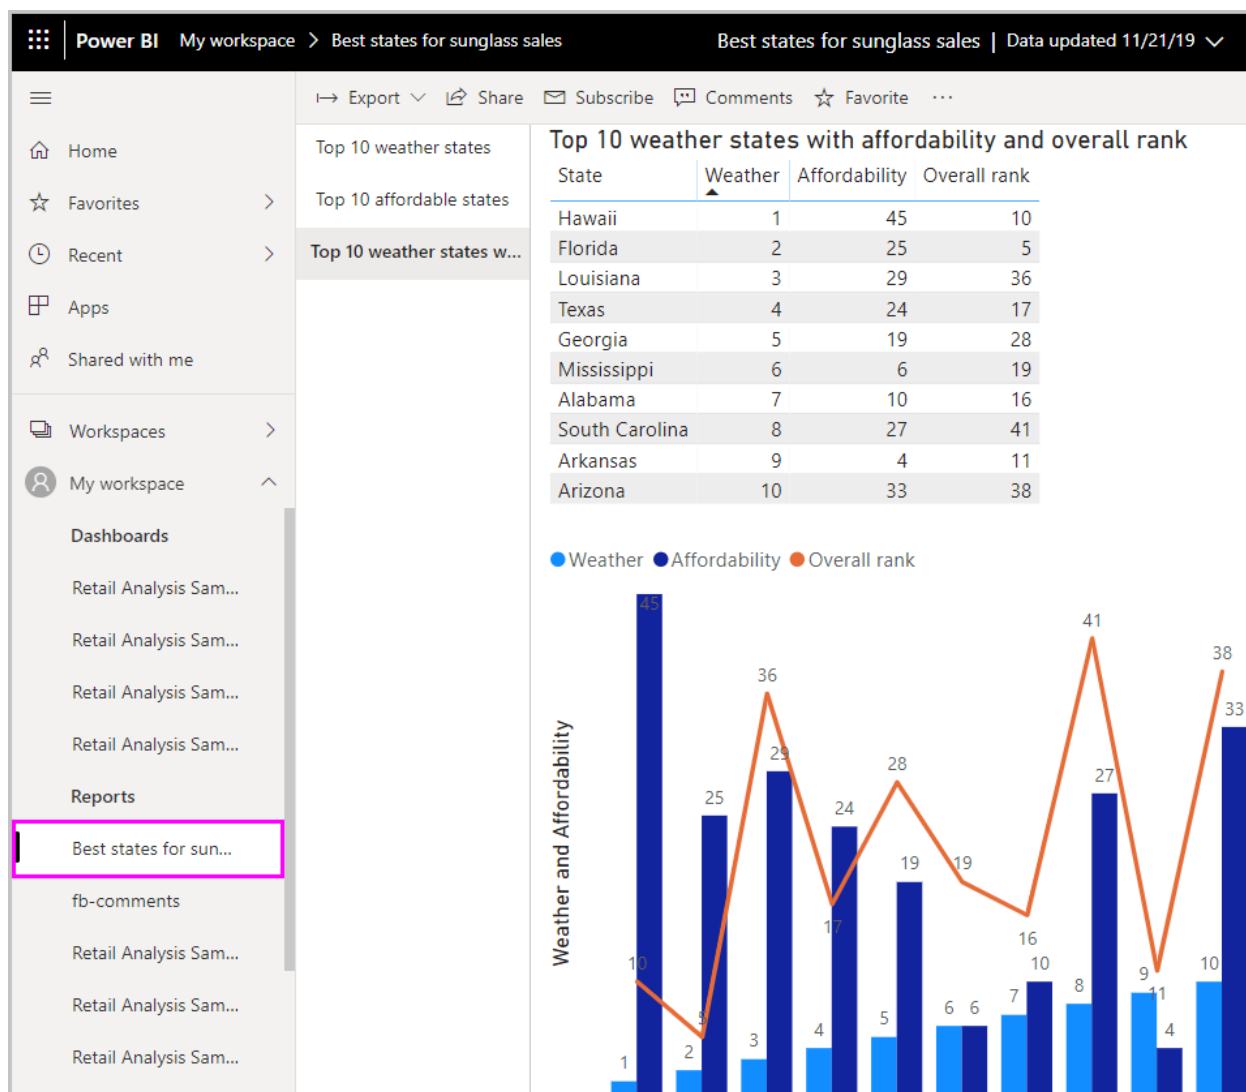 Power BI My workspace > Best states for sunglass sales Best states for sunglass sales | Data updated 11/21/19
Export Share Subscribe Comments Favorite ...
Home
Favorites
Recent
Apps
Shared with me
Workspaces
My workspace
Dashboards
Retail Analysis Sam...
Retail Analysis Sam...
Retail Analysis Sam...
Retail Analysis Sam...
Reports
Best states for sun...
fb-comments
Retail Analysis Sam...
Retail Analysis Sam...
Retail Analysis Sam...
Top 10 weather states
Top 10 affordable states
Top 10 weather states w...
Top 10 weather states with affordability and overall rank
State Weather Affordability Overall rank
Hawaii 1 45 10
Florida 2 25 5
Louisiana 3 29 36
Texas 4 24 17
Georgia 5 19 28
Mississippi 6 6 19
Alabama 7 10 16
South Carolina 8 27 41
Arkansas 9 4 11
Arizona 10 33 38
Weather Affordability Overall rank
Weather and Affordability
45
41
38
36
33
29
28
27
25
24
19
19
17
16
10
10
9
10
11
8
7
6
6
5
5
4
4
3
2
1